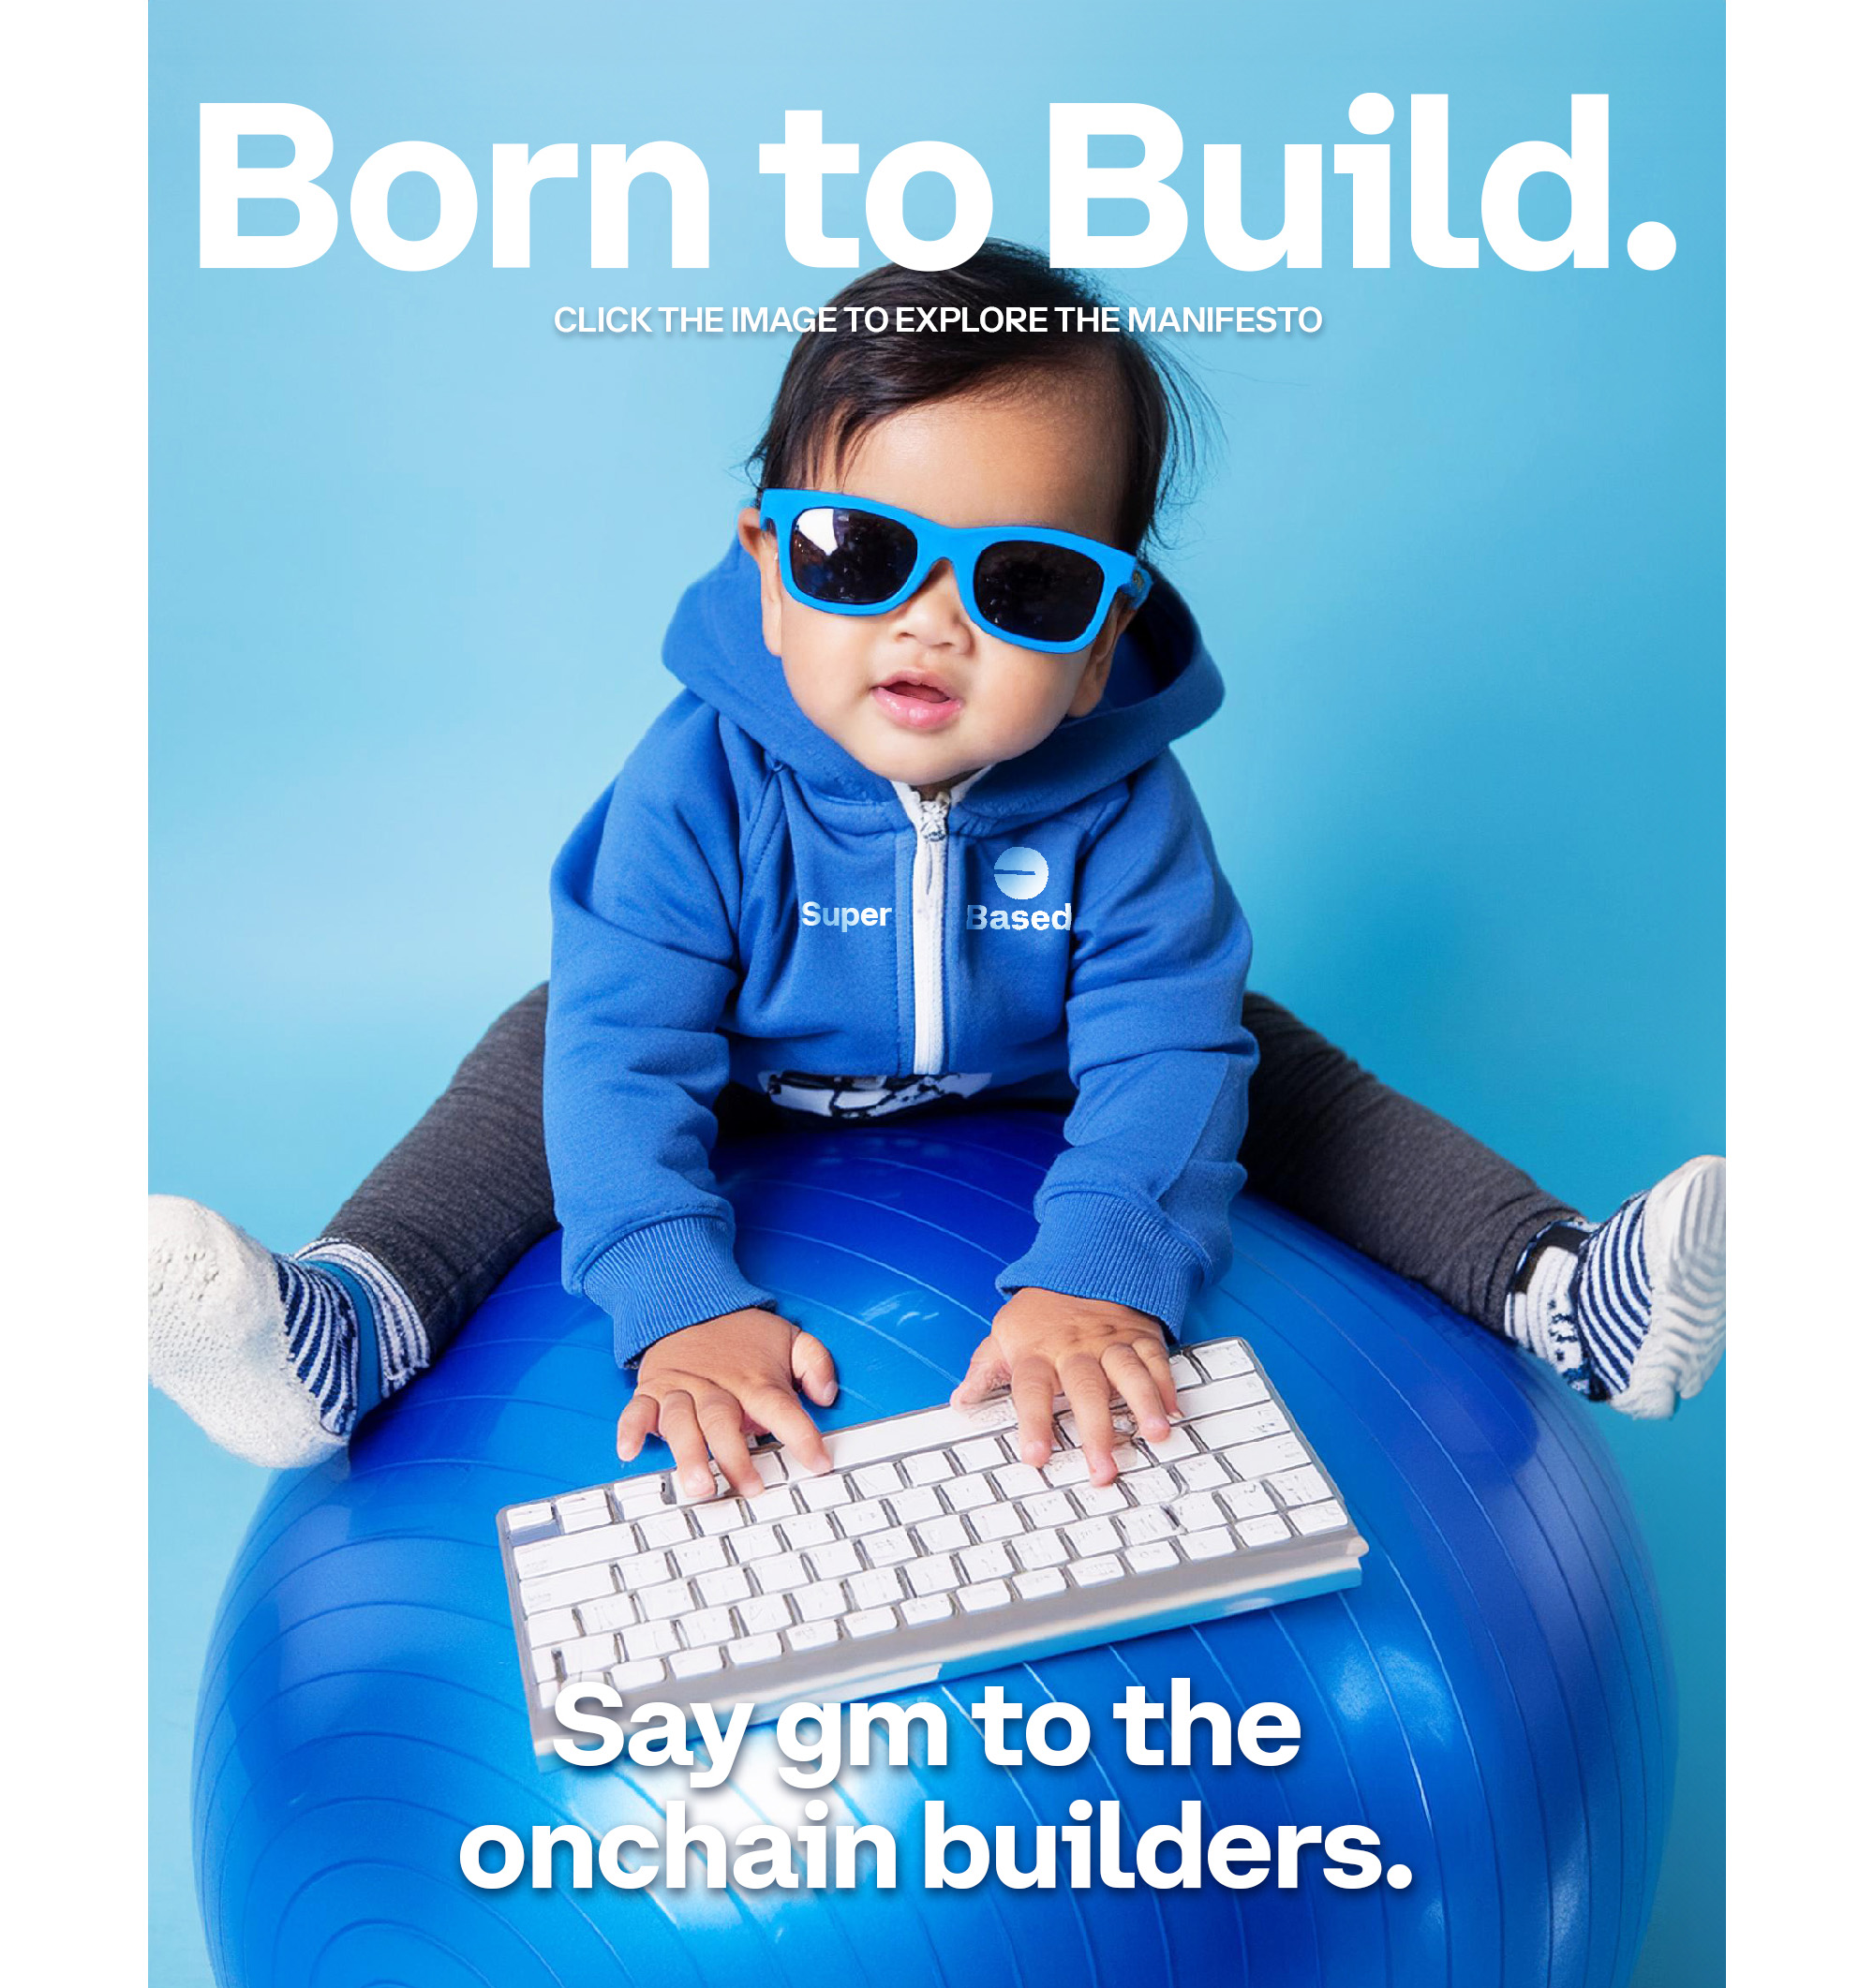 Born to Build.
CLICK THE IMAGE TO EXPLORE THE MANIFESTO
Super Based
Say gm to the
onchain builders.